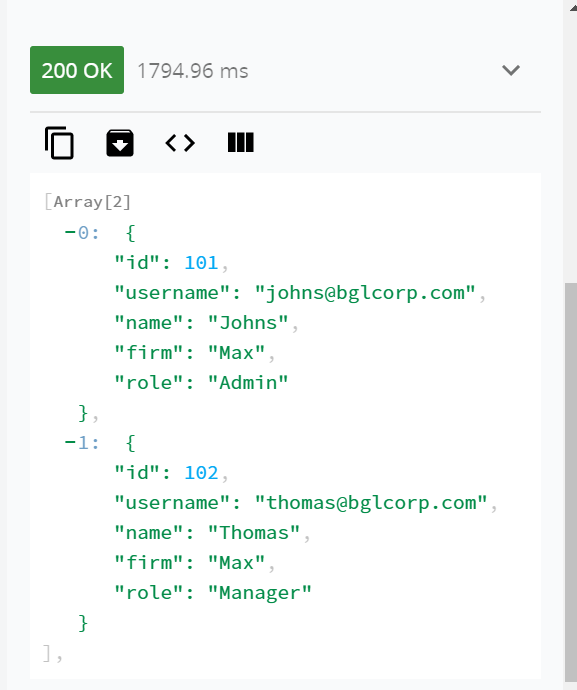 200 OK 1794.96 ms
[Array[2]
-0: {
"id": 101,
"username": "johns@bglcorp.com",
"name": "Johns",
"firm": "Max",
"role": "Admin"
},
-1: {
"id": 102,
"username": "thomas@bglcorp.com",
"name": "Thomas",
"firm": "Max",
"role": "Manager"
}
],